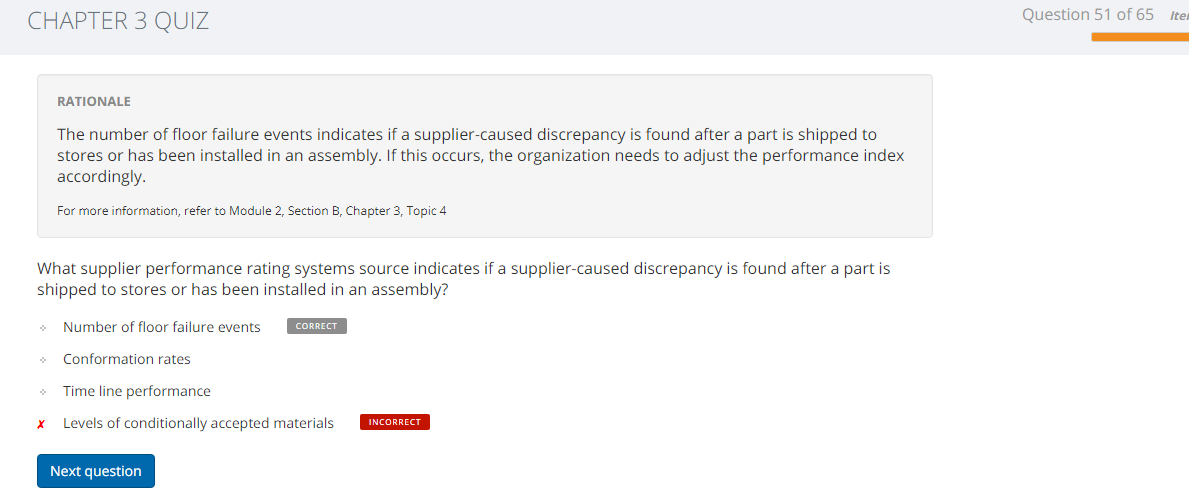 CHAPTER 3 QUIZ
Question 51 of 65
RATIONALE
The number of floor failure events indicates if a supplier-caused discrepancy is found after a part is shipped to
stores or has been installed in an assembly. If this occurs, the organization needs to adjust the performance index
accordingly.
For more information, refer to Module 2, Section B, Chapter 3, Topic 4
What supplier performance rating systems source indicates if a supplier-caused discrepancy is found after a part is
shipped to stores or has been installed in an assembly?
Number of floor failure events CORRECT
Conformation rates
Time line performance
✗ Levels of conditionally accepted materials INCORRECT
Next question